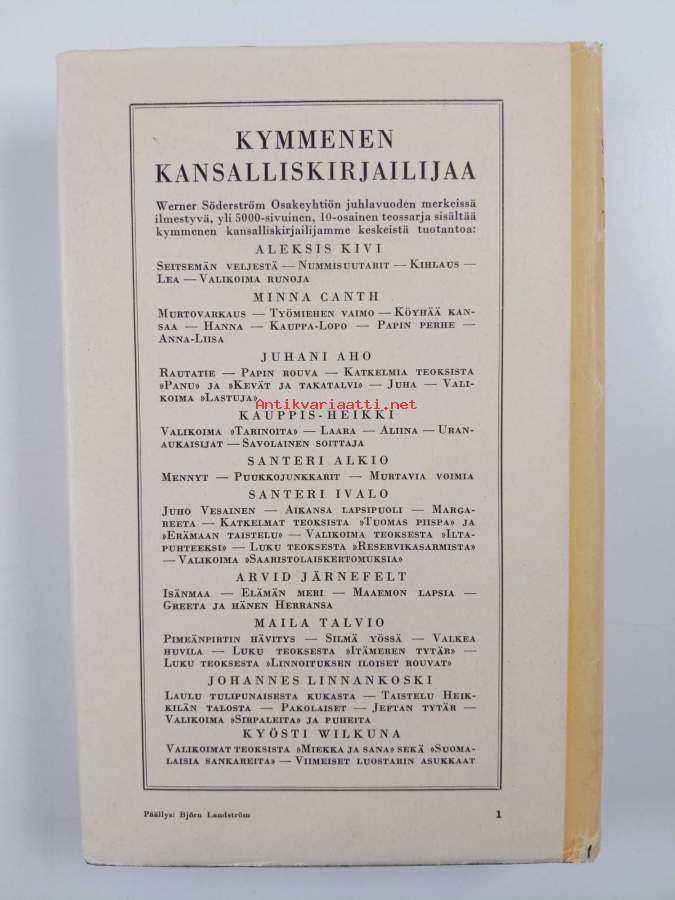 KYMMENEN
KANSALLISKIRJAILIJAA
Werner Söderström Osakeyhtiön juhlavuoden merkeissä
ilmestyvä, yli 5000-sivuinen, 10-osainen teossarja sisältää
kymmenen kansalliskirjailijamme keskeistä tuotantoa:
ALEKSIS KIVI
SEITSEMÄN VELJESTÄ — NUMMISUUTARIT — KIHLAUS —
LEA — VALIKOIMA RUNOJA
MINNA CANTH
MURTOVARKAUS — TYÖMIEHEN VAIMO — KÖYHÄÄ KAN-
SAA — HANNA — KAUPPA-LOPO — PAPIN PERHE —
ANNA-LIISA
JUHANI AHO
RAUTATIE — PAPIN ROUVA — KATKELMIA TEOKSISTA
»PANU» JA »KEVÄT JA TAKATALVI» — JUHA — VALI-
KOIMA »LASTUJA»
Antikvariaatti.net
KAUPPIS-HEIKKI
VALIKOIMA »TARINOITA» — LAARA — ALIINA — URAN-
AUKAISIJAT — SAVOLAINEN SOITTAJA
SANTERI ALKIO
MENNYT — PUUKKOJUNKKARIT — MURTAVIA VOIMIA
SANTERI IVALO
JUHO VESAINEN — AIKANSA LAPSIPUOLI — MARGA-
REETA — KATKELMAT TEOKSISTA »TUOMAS PIISPA» JA
»ERÄMAAN TAISTELU» — VALIKOIMA TEOKSESTA »ILTA-
PUHTEEKSI» — LUKU TEOKSESTA »RESERVIKASARMISTA»
— VALIKOIMA »SAARISTOLAISKERTOMUKSIA»
ARVID JÄRNEFELT
ISÄNMAA — ELÄMÄN MERI — MAAEMON LAPSIA —
GREETA JA HÄNEN HERRANSA
MAILA TALVIO
PIMEÄNPIRTIN HÄVITYS — SILMÄ YÖSSÄ — VALKEA
HUVILA — LUKU TEOKSESTA »ITÄMEREN TYTÄR» —
LUKU TEOKSESTA »LINNOITUKSEN ILOISET ROUVAT»
JOHANNES LINNANKOSKI
LAULU TULIPUNAISESTA KUKASTA — TAISTELU HEIK-
KILÄN TALOSTA — PAKOLAISET — JEFTAN TYTÄR —
VALIKOIMA »SIRPALEITA» JA PUHEITA
KYÖSTI WILKUNA
VALIKOIMAT TEOKSISTA »MIEKKA JA SANA» SEKÄ »SUOMA-
LAISIA SANKAREITA» — VIIMEISET LUOSTARIN ASUKKAAT
Päällys: Björn Landström
1